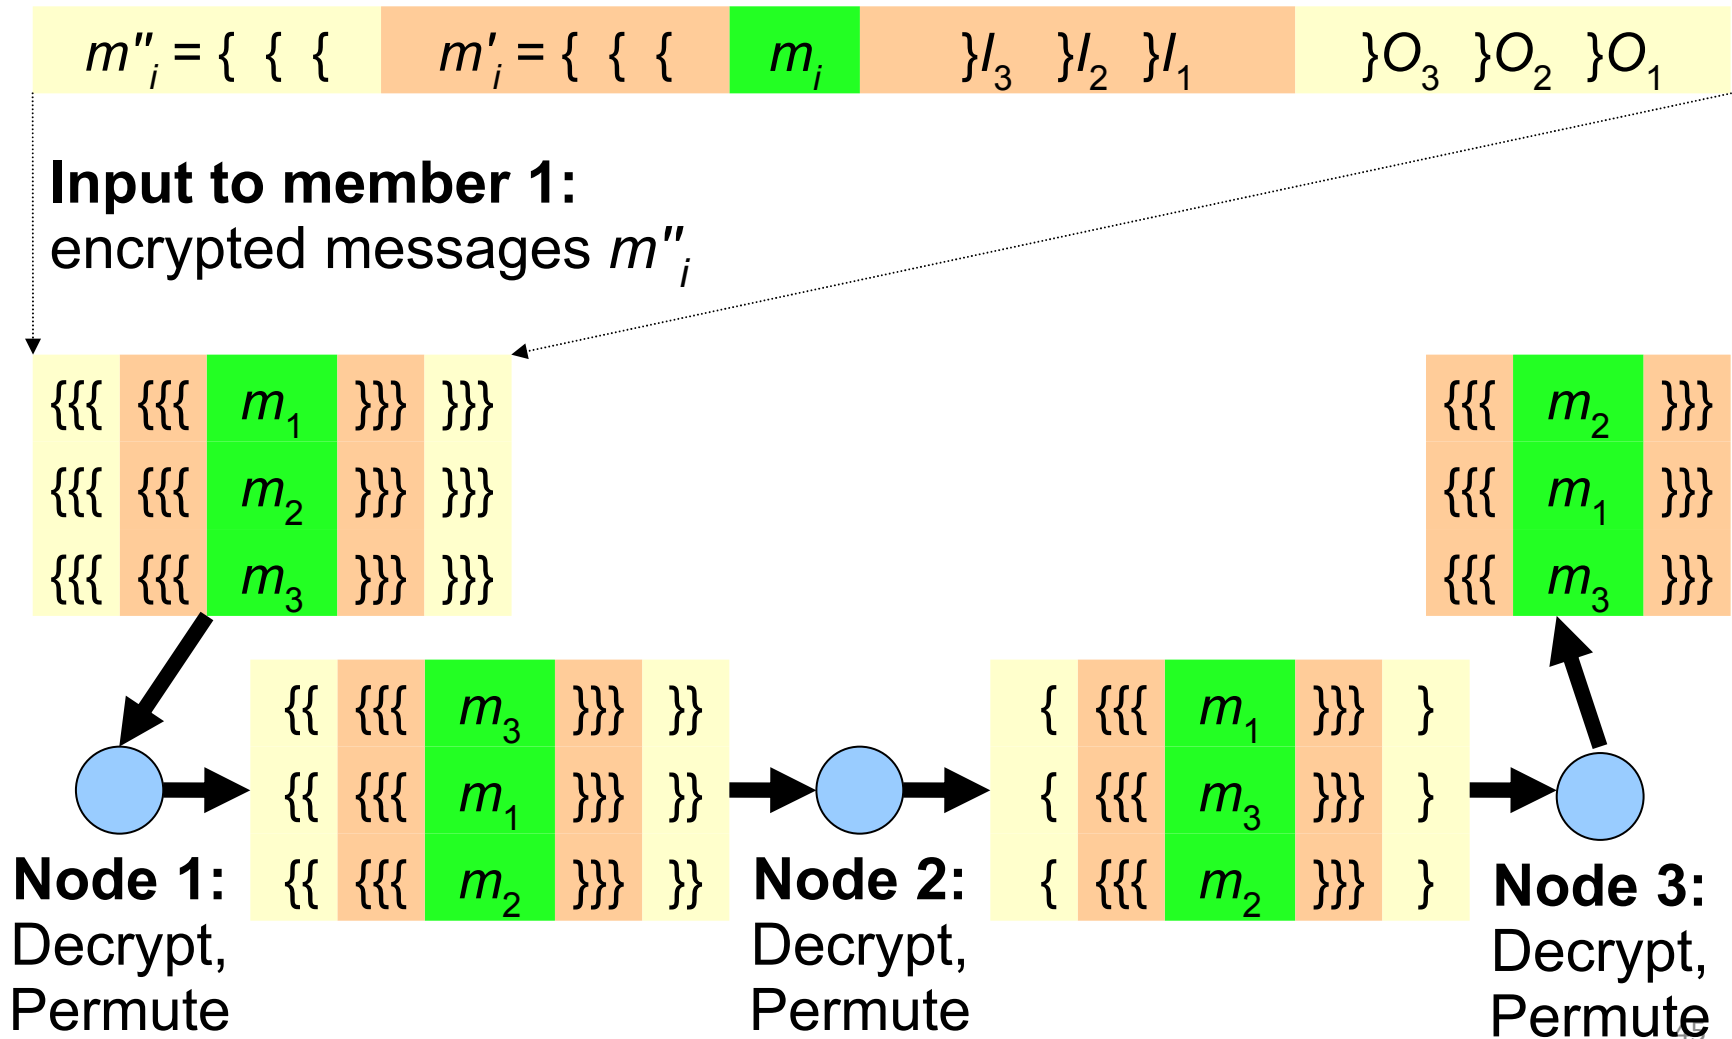 m″i = { { { m′i = { { { mi }I3 }I2 }I1 }O3 }O2 }O1
Input to member 1:
encrypted messages m″i
{{{ {{{ m1 }}} }}}
{{{ {{{ m2 }}} }}}
{{{ {{{ m3 }}} }}}
{{{ m2 }}}
{{{ m1 }}}
{{{ m3 }}}
{{ {{{ m3 }}} }}
{{ {{{ m1 }}} }}
{{ {{{ m2 }}} }}
{ {{{ m1 }}} }
{ {{{ m3 }}} }
{ {{{ m2 }}} }
Node 1:
Decrypt,
Permute
Node 2:
Decrypt,
Permute
Node 3:
Decrypt,
Permute